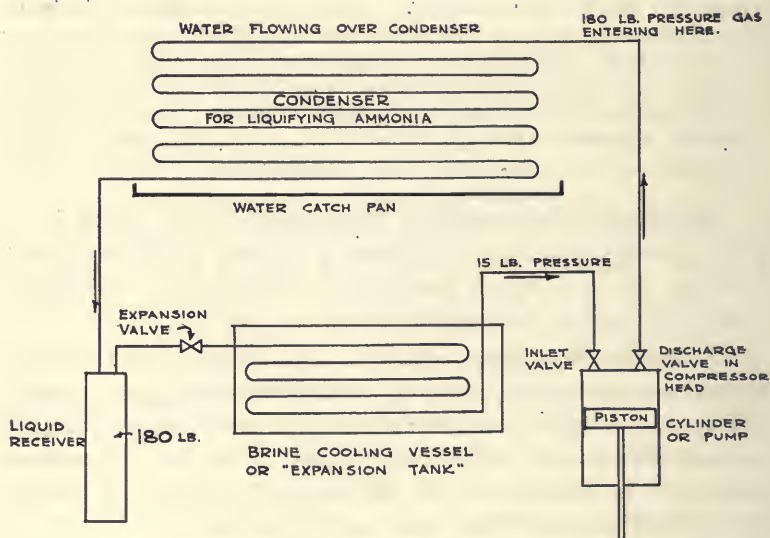 180 LB. PRESSURE GAS
ENTERING HERE.
WATER FLOWING OVER CONDENSER
CONDENSER
FOR LIQUIFYING AMMONIA
WATER CATCH PAN
15 LB. PRESSURE
EXPANSION
VALVE
INLET
VALVE
DISCHARGE
VALVE IN
COMPRESSOR
HEAD
LIQUID
RECEIVER
180 LB.
PISTON
CYLINDER
OR PUMP
BRINE COOLING VESSEL
OR "EXPANSION TANK"